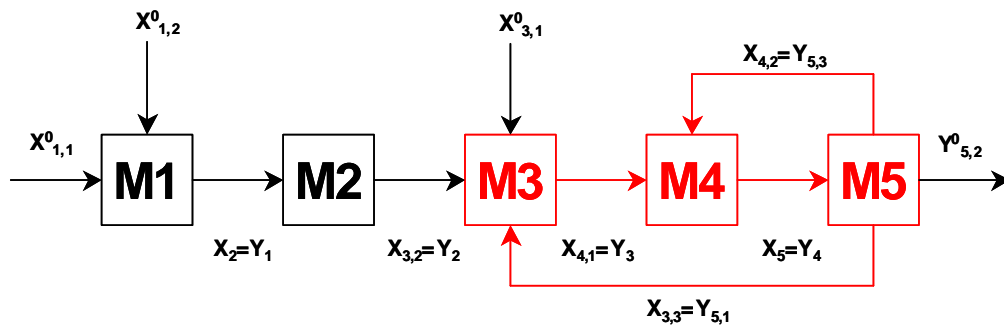 X⁰₁,₂
X⁰₃,₁
X₄,₂=Y₅,₃
X⁰₁,₁
Y⁰₅,₂
M1
M2
M3
M4
M5
X₂=Y₁
X₃,₂=Y₂
X₄,₁=Y₃
X₅=Y₄
X₃,₃=Y₅,₁